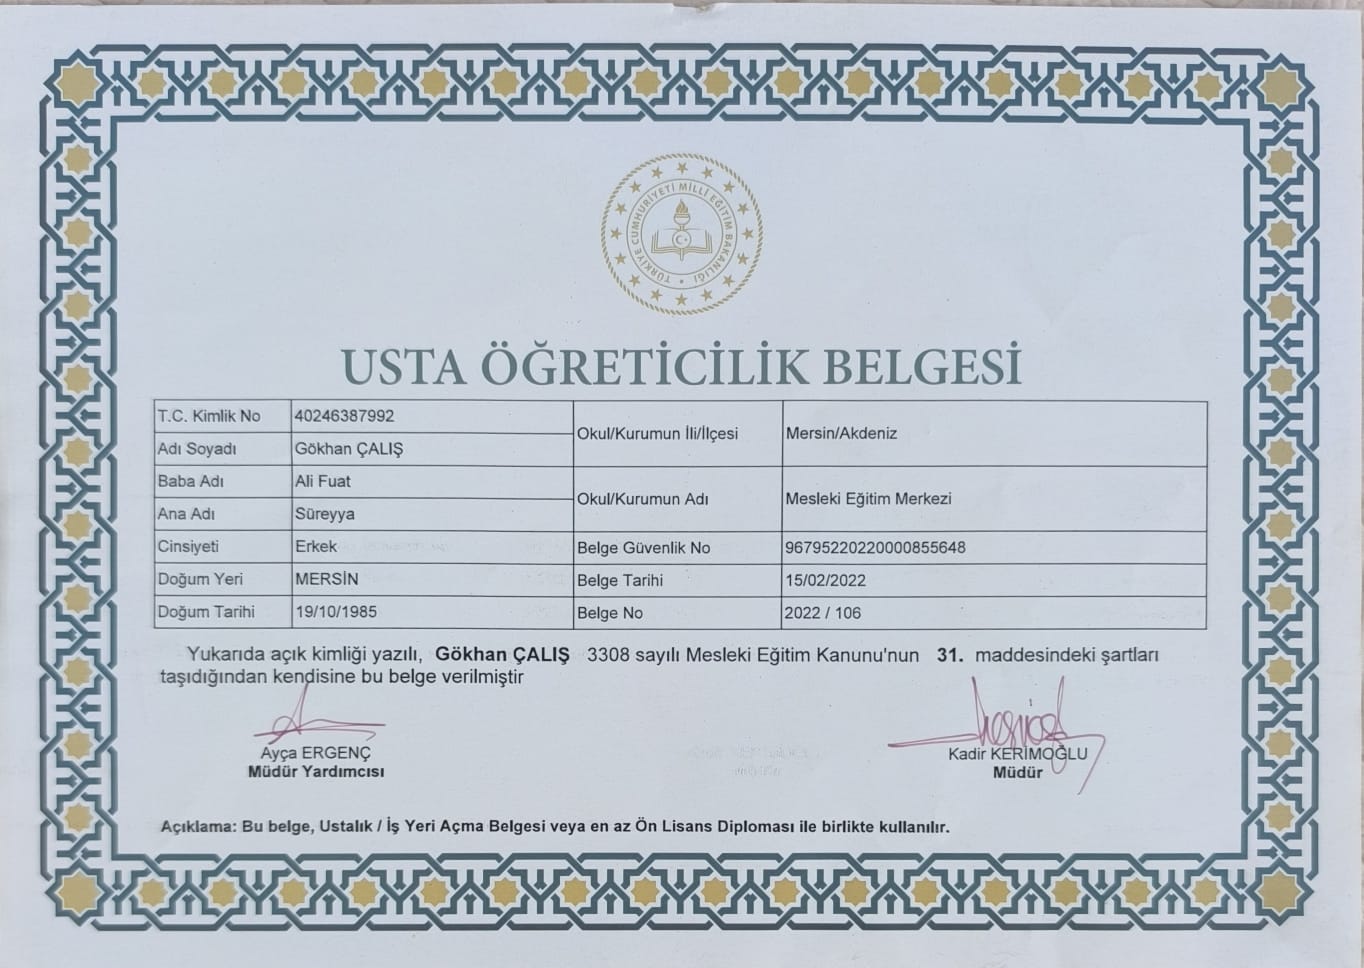 TÜRKİYE CUMHURİYETİ MİLLİ EĞİTİM BAKANLIĞI
USTA ÖĞRETİCİLİK BELGESİ
T.C. Kimlik No 40246387992
Adı Soyadı Gökhan ÇALIŞ
Okul/Kurumun İli/İlçesi Mersin/Akdeniz
Baba Adı Ali Fuat
Ana Adı Süreyya
Okul/Kurumun Adı Mesleki Eğitim Merkezi
Cinsiyeti Erkek Belge Güvenlik No 96795220220000855648
Doğum Yeri MERSİN Belge Tarihi 15/02/2022
Doğum Tarihi 19/10/1985 Belge No 2022 / 106
Yukarıda açık kimliği yazılı, Gökhan ÇALIŞ 3308 sayılı Mesleki Eğitim Kanunu'nun 31. maddesindeki şartları
taşıdığından kendisine bu belge verilmiştir
Ayça ERGENÇ
Müdür Yardımcısı
Kadir KERİMOĞLU
Müdür
Açıklama: Bu belge, Ustalık / İş Yeri Açma Belgesi veya en az Ön Lisans Diploması ile birlikte kullanılır.